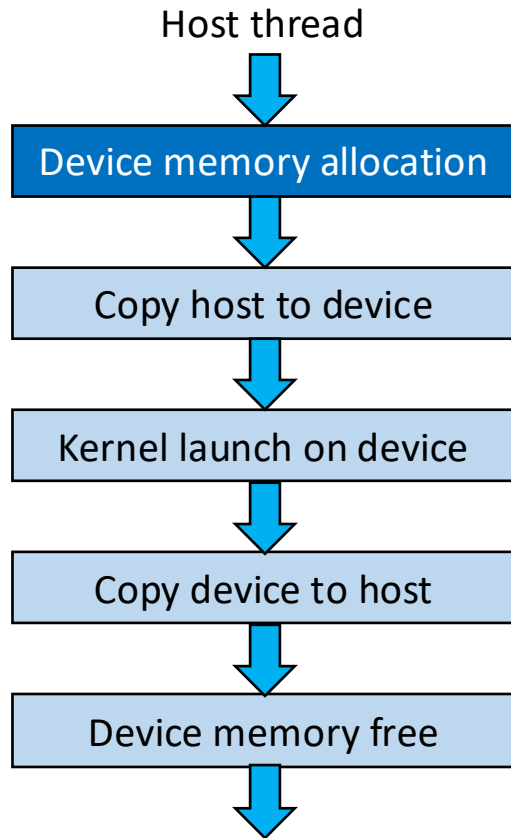 Host thread
Device memory allocation
Copy host to device
Kernel launch on device
Copy device to host
Device memory free